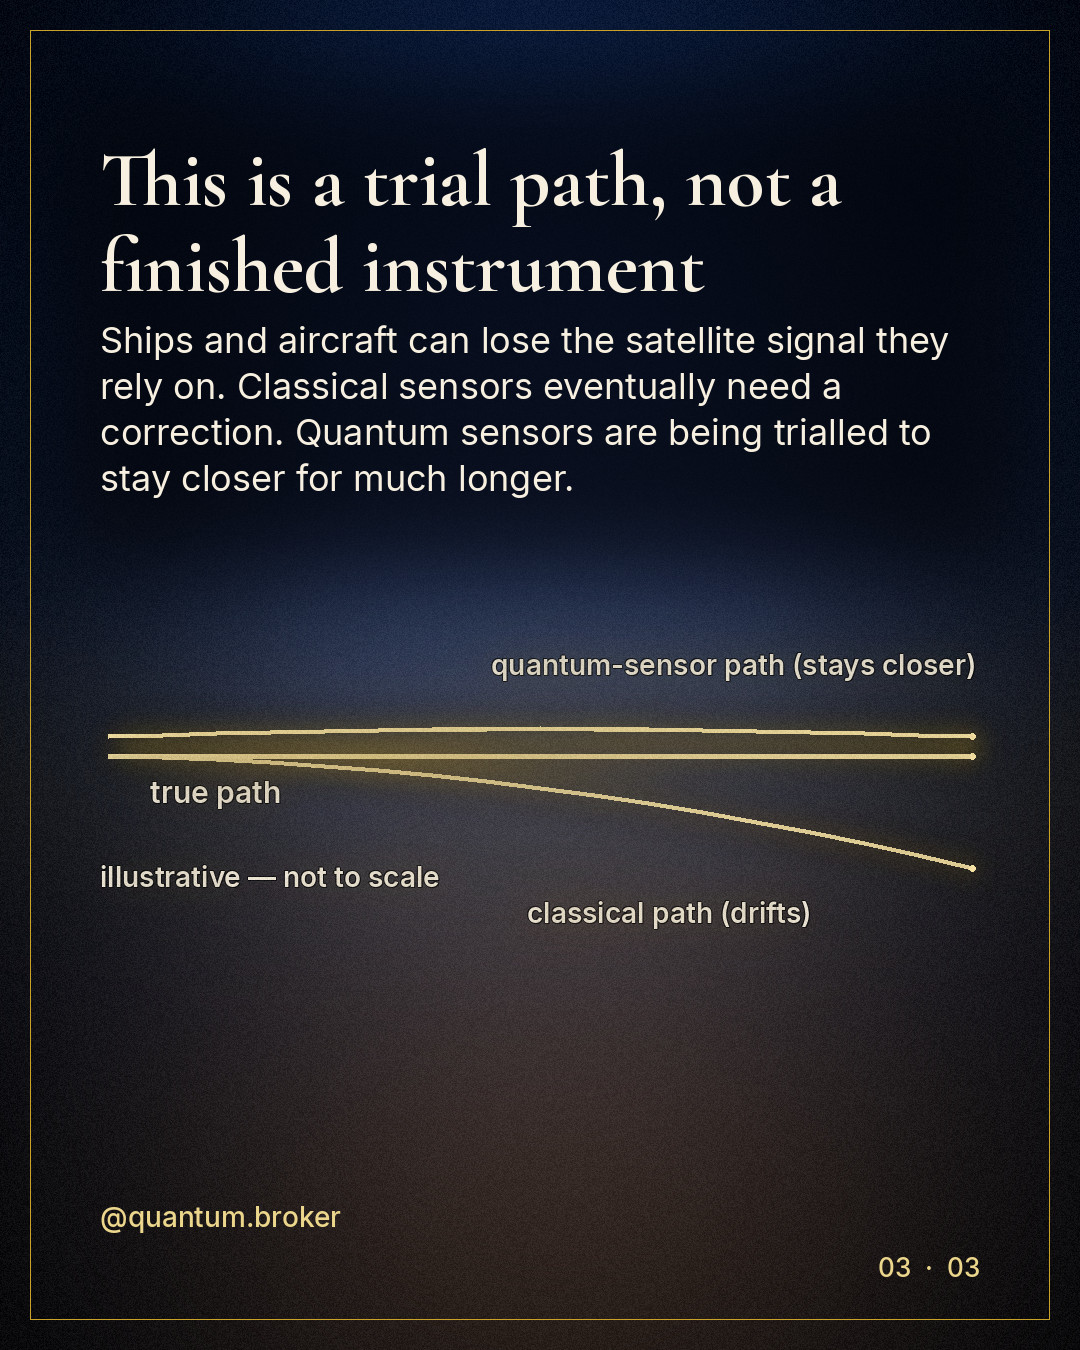 This is a trial path, not a
finished instrument
Ships and aircraft can lose the satellite signal they
rely on. Classical sensors eventually need a
correction. Quantum sensors are being trialled to
stay closer for much longer.
quantum-sensor path (stays closer)
true path
illustrative — not to scale
classical path (drifts)
@quantum.broker
03 · 03